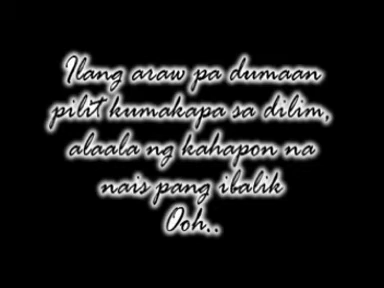 Ilang araw pa dumaan
pilit kumakapa sa dilim,
alaala ng kahapon na
nais pang ibalik
Ooh..